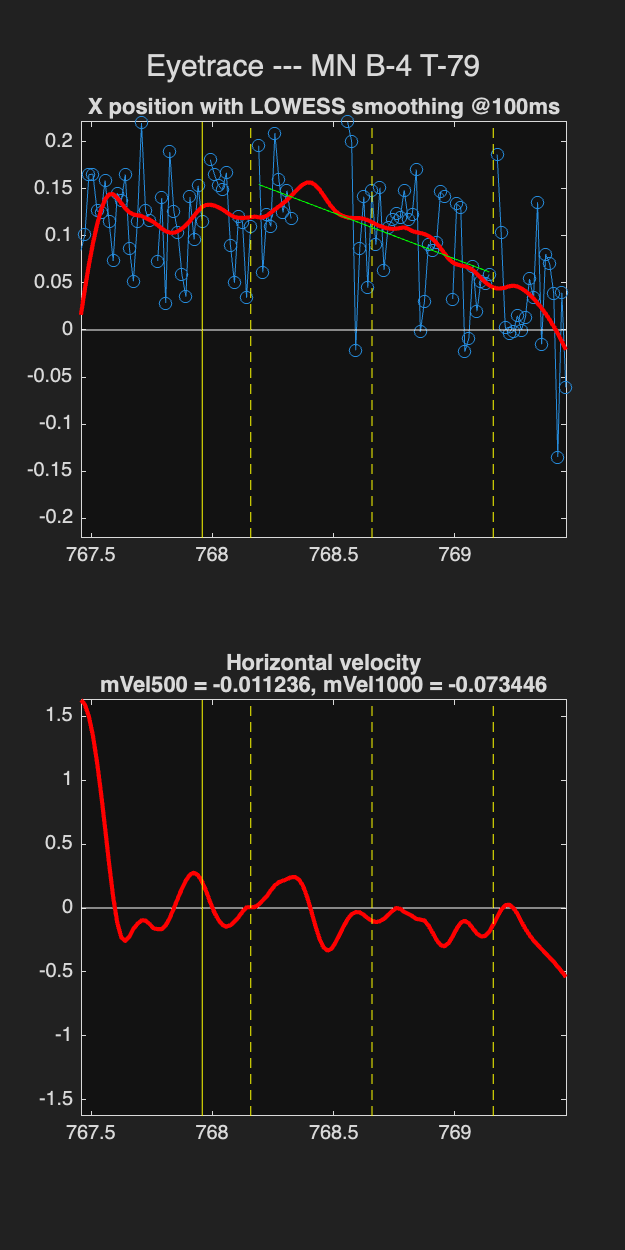 Eyetrace --- MN B-4 T-79
X position with LOWESS smoothing @100ms
0.2
0.15
0.1
0.05
0
-0.05
-0.1
-0.15
-0.2
767.5 768 768.5 769
Horizontal velocity
mVel500 = -0.011236, mVel1000 = -0.073446
1.5
1
0.5
0
-0.5
-1
-1.5
767.5 768 768.5 769